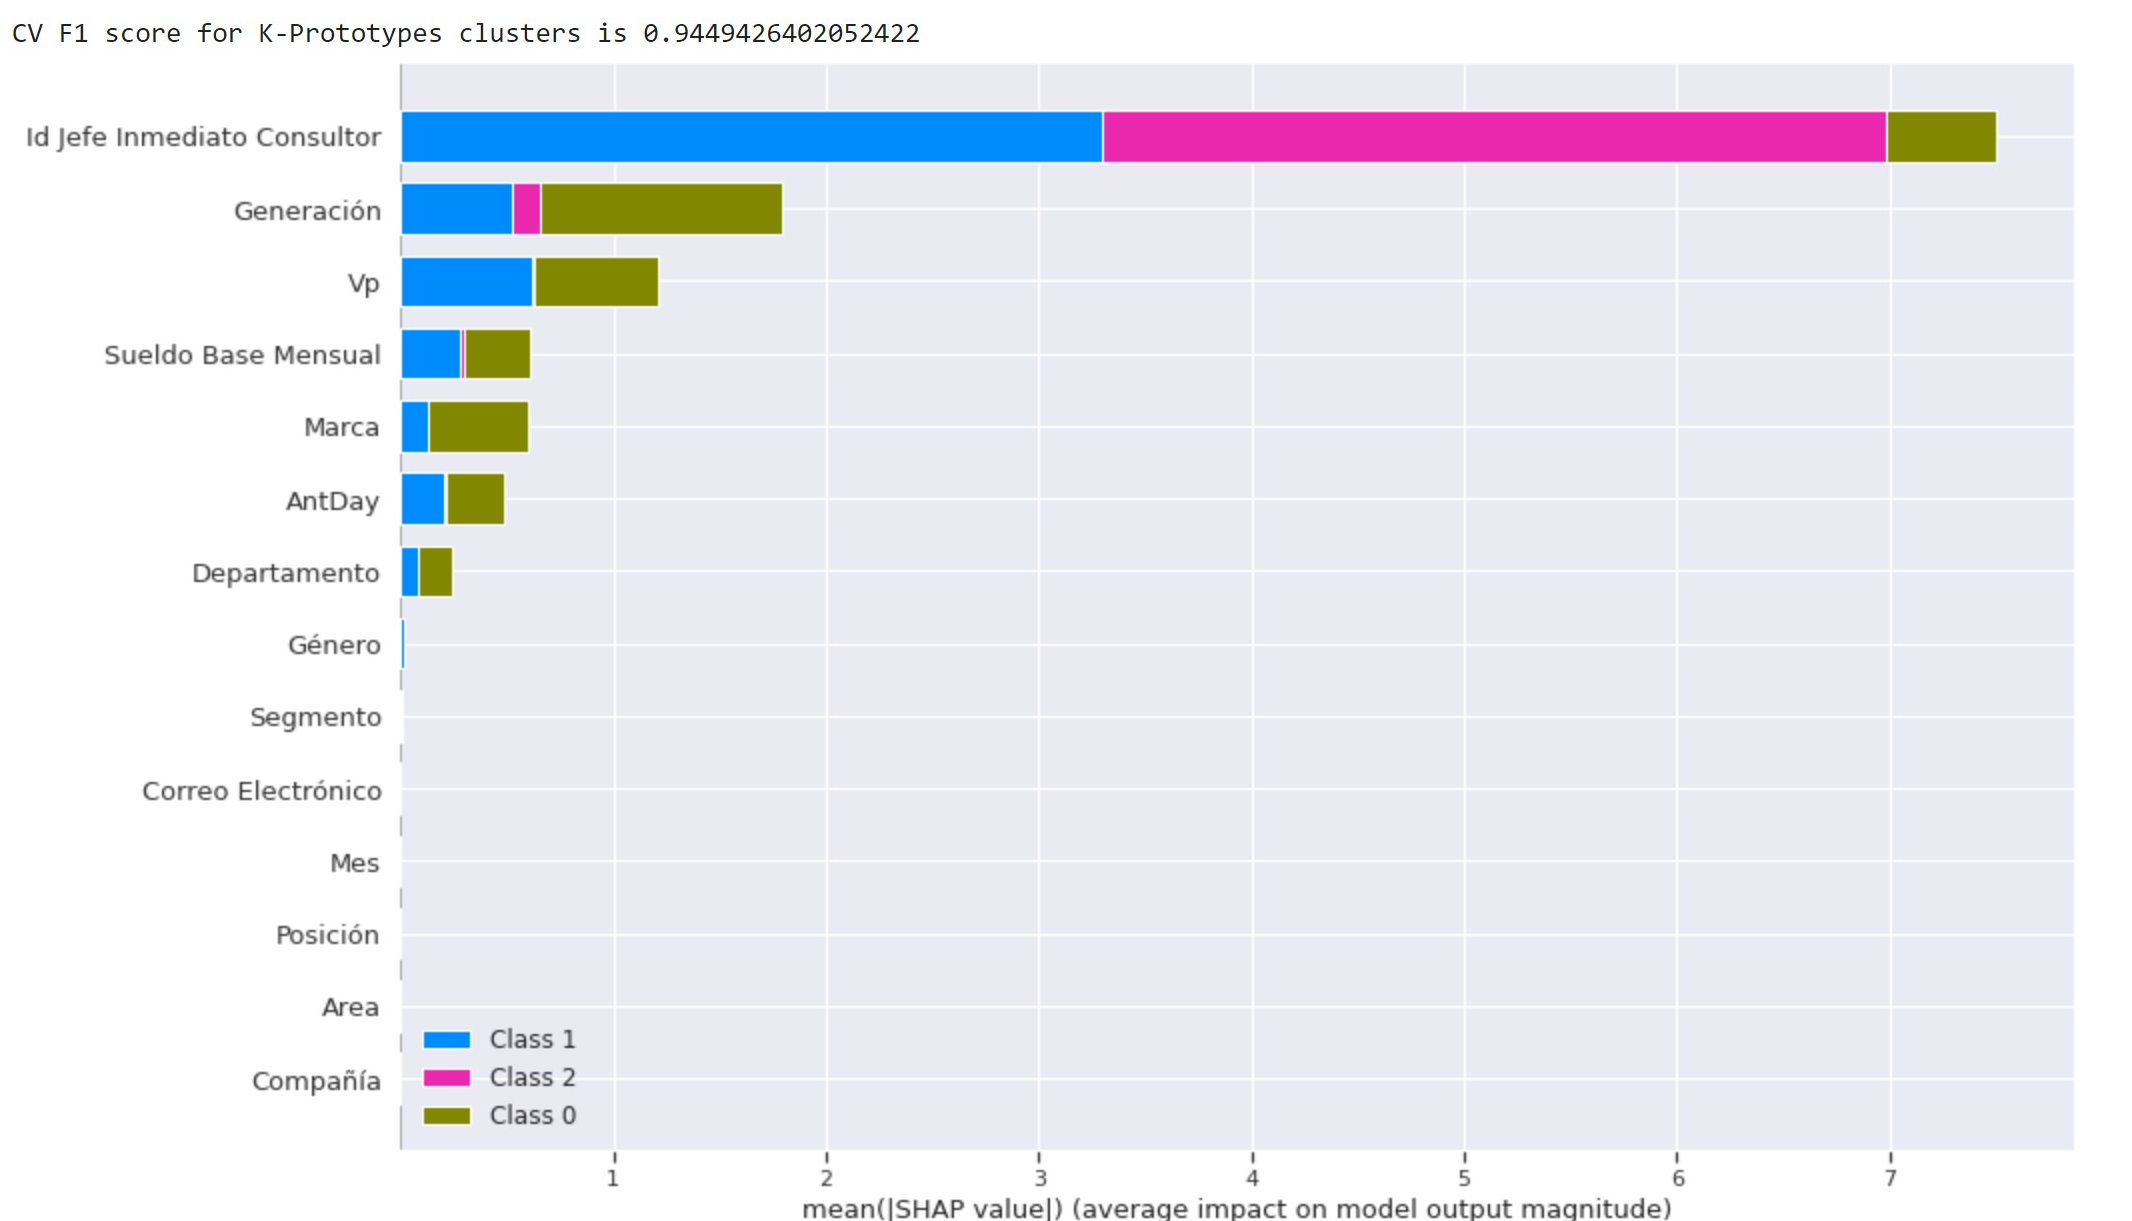 CV F1 score for K-Prototypes clusters is 0.9449426402052422
Id Jefe Inmediato Consultor
Generación
Vp
Sueldo Base Mensual
Marca
AntDay
Departamento
Género
Segmento
Correo Electrónico
Mes
Posición
Area
Compañía
Class 1
Class 2
Class 0
1 2 3 4 5 6 7
mean(|SHAP value|) (average impact on model output magnitude)